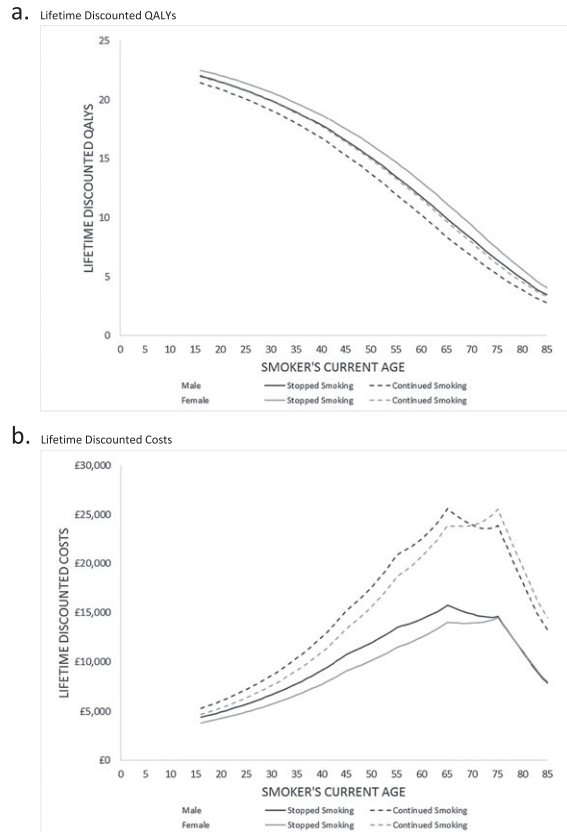 a. Lifetime Discounted QALYs
25
20
15
10
5
0
LIFETIME DISCOUNTED QALYS
0 5 10 15 20 25 30 35 40 45 50 55 60 65 70 75 80 85
SMOKER'S CURRENT AGE
Male Stopped Smoking Continued Smoking
Female Stopped Smoking Continued Smoking
b. Lifetime Discounted Costs
£30,000
£25,000
£20,000
£15,000
£10,000
£5,000
£0
LIFETIME DISCOUNTED COSTS
0 5 10 15 20 25 30 35 40 45 50 55 60 65 70 75 80 85
SMOKER'S CURRENT AGE
Male Stopped Smoking Continued Smoking
Female Stopped Smoking Continued Smoking